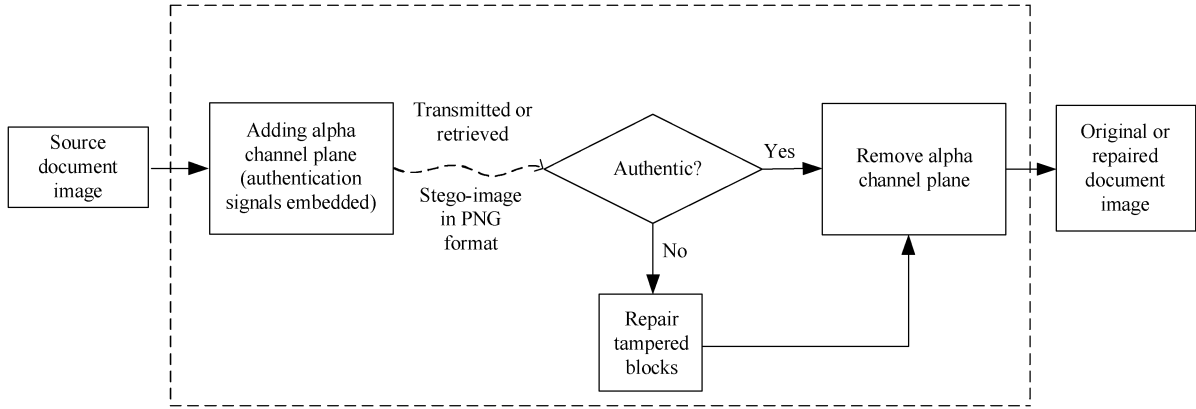 Source
document
image
Adding alpha
channel plane
(authentication
signals embedded)
Transmitted or
retrieved
Stego-image
in PNG
format
Authentic?
Yes
No
Repair
tampered
blocks
Remove alpha
channel plane
Original or
repaired
document
image